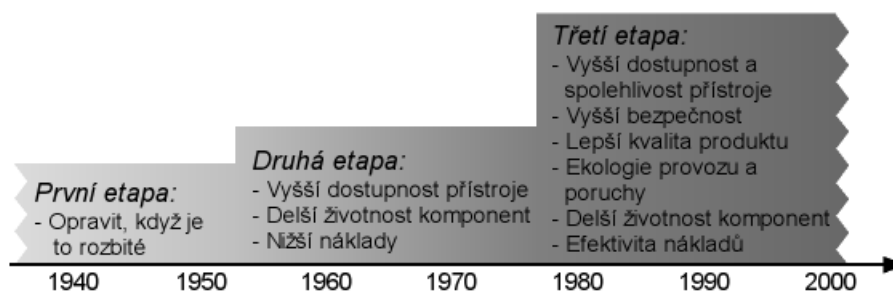 První etapa:
- Opravit, když je
to rozbité
Druhá etapa:
- Vyšší dostupnost přístroje
- Delší životnost komponent
- Nižší náklady
Třetí etapa:
- Vyšší dostupnost a
spolehlivost přístroje
- Vyšší bezpečnost
- Lepší kvalita produktu
- Ekologie provozu a
poruchy
- Delší životnost komponent
- Efektivita nákladů
1940 1950 1960 1970 1980 1990 2000